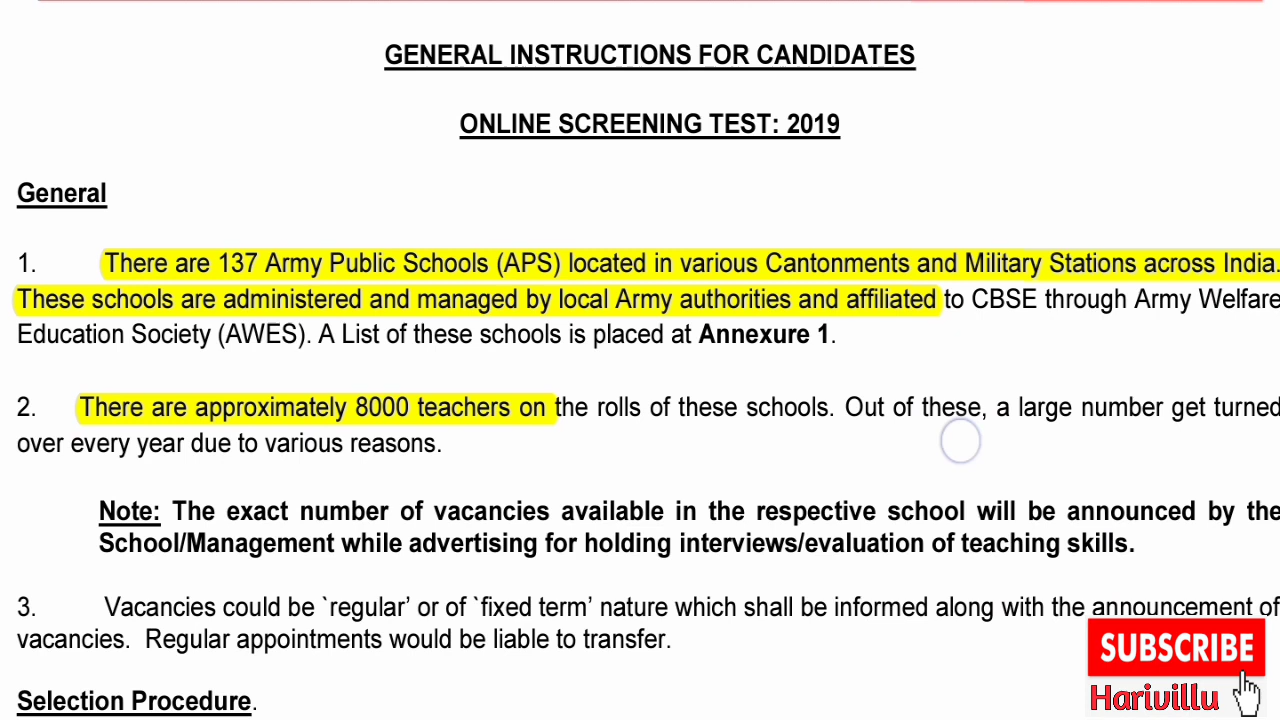 GENERAL INSTRUCTIONS FOR CANDIDATES
ONLINE SCREENING TEST: 2019
General
1. There are 137 Army Public Schools (APS) located in various Cantonments and Military Stations across India.
These schools are administered and managed by local Army authorities and affiliated to CBSE through Army Welfare
Education Society (AWES). A List of these schools is placed at Annexure 1.
2. There are approximately 8000 teachers on the rolls of these schools. Out of these, a large number get turned
over every year due to various reasons.
Note: The exact number of vacancies available in the respective school will be announced by the
School/Management while advertising for holding interviews/evaluation of teaching skills.
3. Vacancies could be `regular’ or of `fixed term’ nature which shall be informed along with the announcement of
vacancies. Regular appointments would be liable to transfer.
SUBSCRIBE
Harivillu
Selection Procedure.